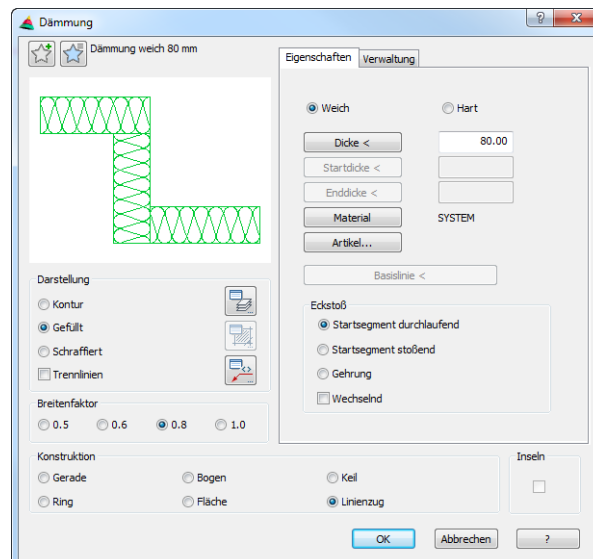 Dämmung
?
Dämmung weich 80 mm
Eigenschaften
Verwaltung
Weich
Hart
Dicke <
80.00
Startdicke <
Enddicke <
Material
SYSTEM
Artikel...
Basislinie <
Darstellung
Kontur
Gefüllt
Schraffiert
Trennlinien
Eckstoß
Startsegment durchlaufend
Startsegment stoßend
Gehrung
Wechselnd
Breitenfaktor
0.5
0.6
0.8
1.0
Konstruktion
Gerade
Bogen
Keil
Ring
Fläche
Linienzug
Inseln
OK
Abbrechen
?